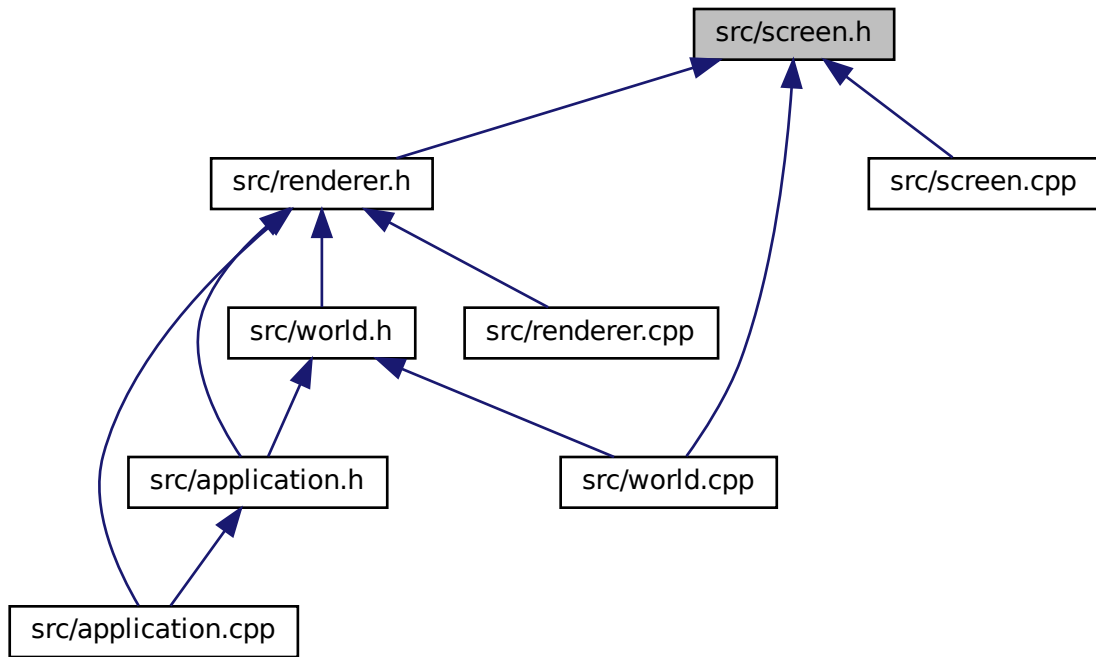 src/screen.h
src/renderer.h
src/screen.cpp
src/world.h
src/renderer.cpp
src/application.h
src/world.cpp
src/application.cpp